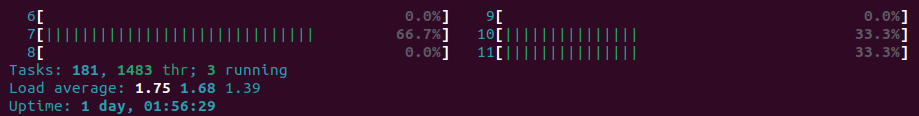 6[ 0.0%] 9[ 0.0%]
7[|||||||||||||||||||||||||||||| 66.7%] 10[||||||||||||||| 33.3%]
8[ 0.0%] 11[||||||||||||||| 33.3%]
Tasks: 181, 1483 thr; 3 running
Load average: 1.75 1.68 1.39
Uptime: 1 day, 01:56:29